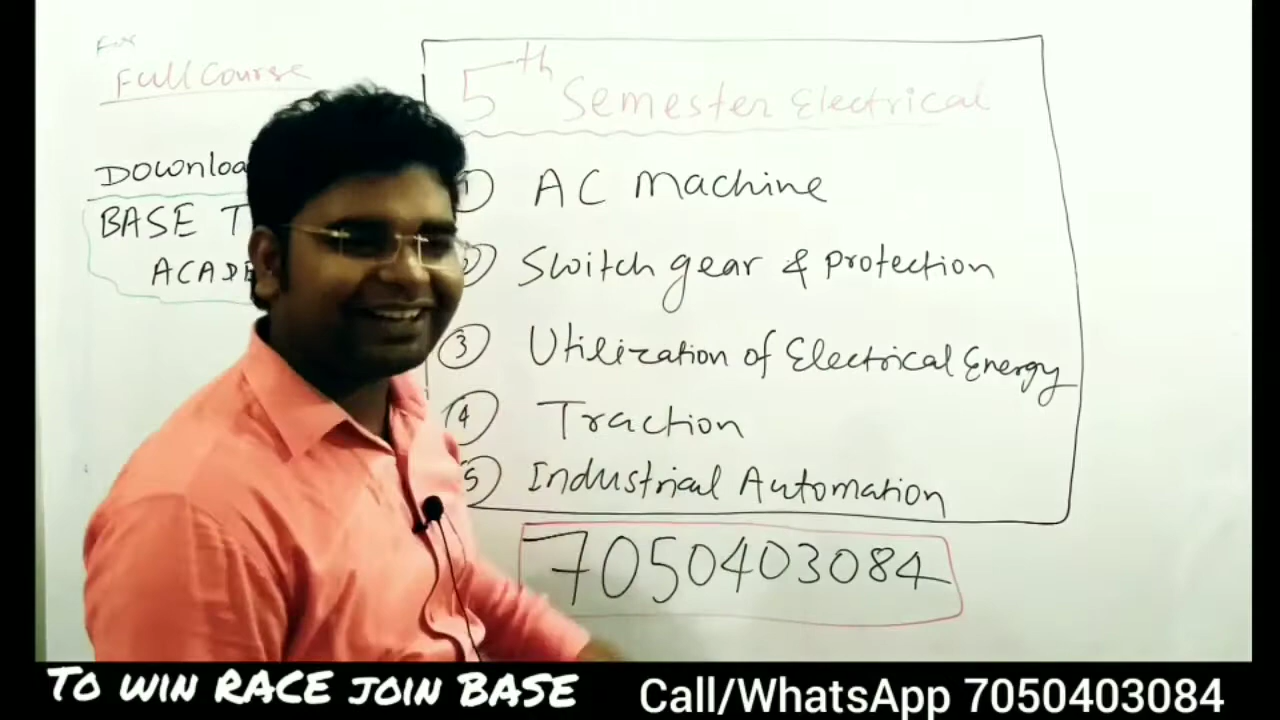 For
Full Course
Downloa
BASE T
ACADE
5th Semester Electrical
1 AC Machine
2 Switch gear & protection
3 Utilization of Electrical Energy
4 Traction
5 Industrial Automation
7050403084
To win RACE join BASE
Call/WhatsApp 7050403084